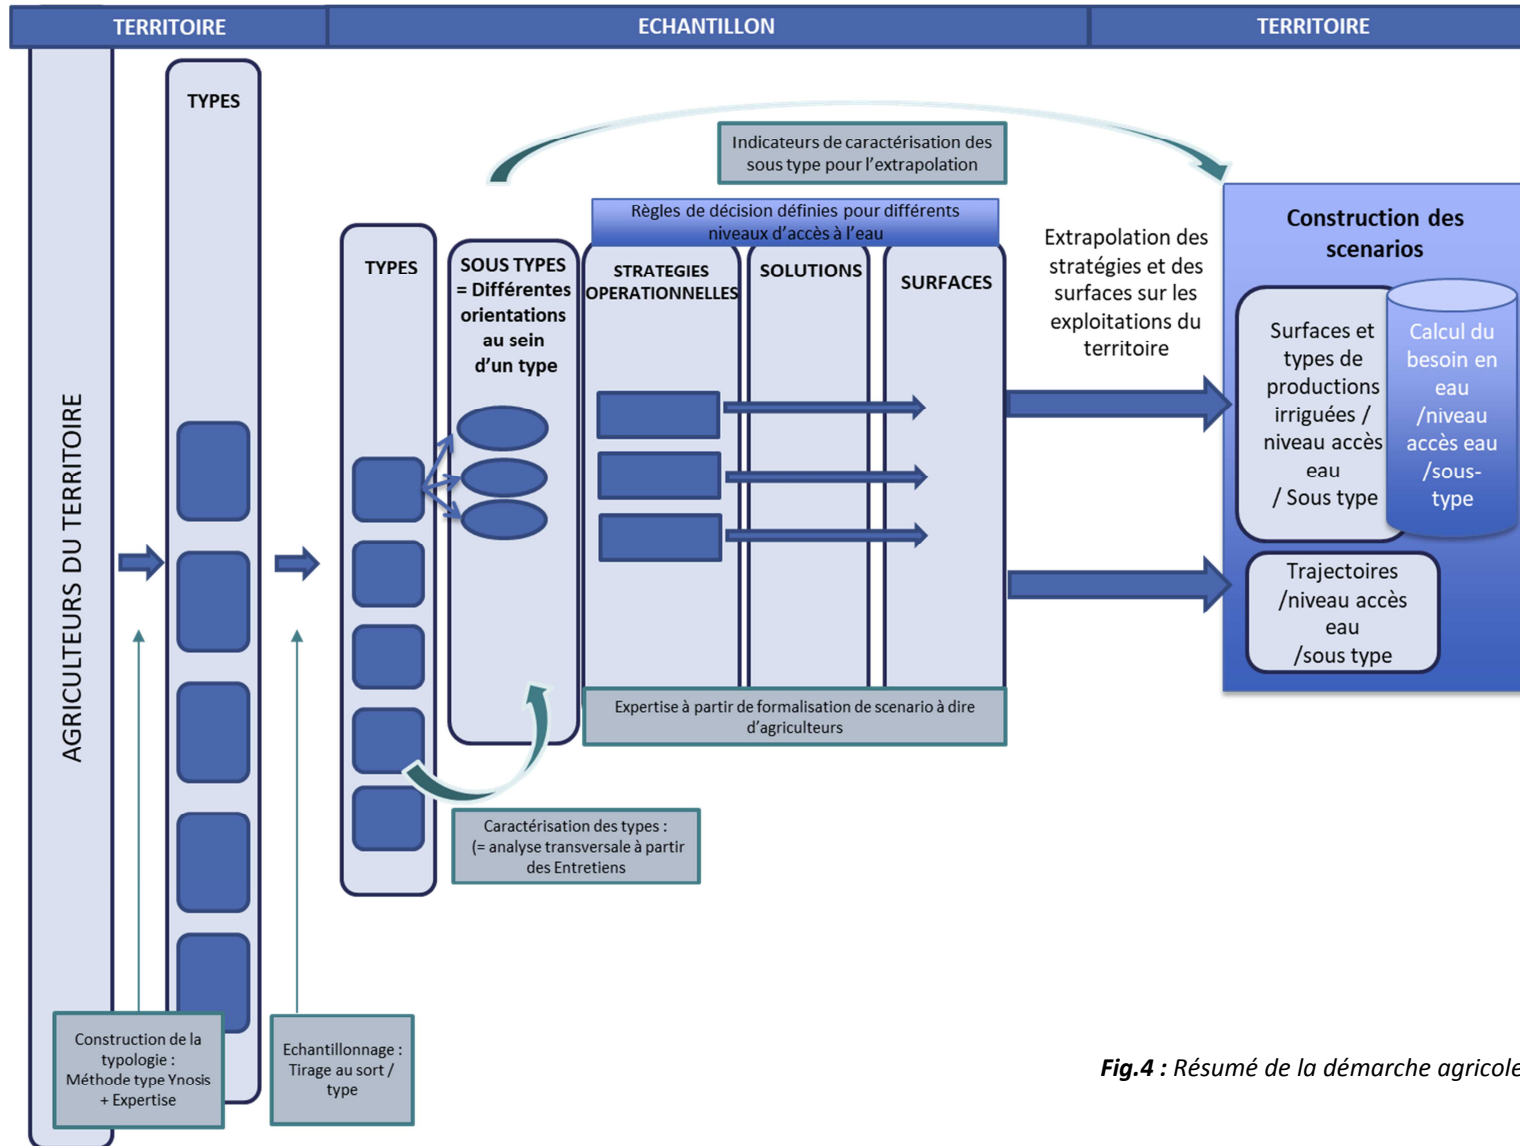 TERRITOIRE
ECHANTILLON
TERRITOIRE
AGRICULTEURS DU TERRITOIRE
TYPES
Construction de la
typologie :
Méthode type Ynosis
+ Expertise
Echantillonnage :
Tirage au sort /
type
TYPES
SOUS TYPES
= Différentes
orientations
au sein
d'un type
Caractérisation des types :
(= analyse transversale à partir
des Entretiens
Indicateurs de caractérisation des
sous type pour l'extrapolation
Règles de décision définies pour différents
niveaux d'accès à l'eau
STRATEGIES
OPERATIONNELLES
SOLUTIONS
SURFACES
Expertise à partir de formalisation de scenario à dire
d'agriculteurs
Extrapolation des
stratégies et des
surfaces sur les
exploitations du
territoire
Construction des
scenarios
Surfaces et
types de
productions
irriguées /
niveau accès
eau
/ Sous type
Calcul du
besoin en
eau
/niveau
accès eau
/sous-
type
Trajectoires
/niveau accès
eau
/sous type
Fig.4 : Résumé de la démarche agricole